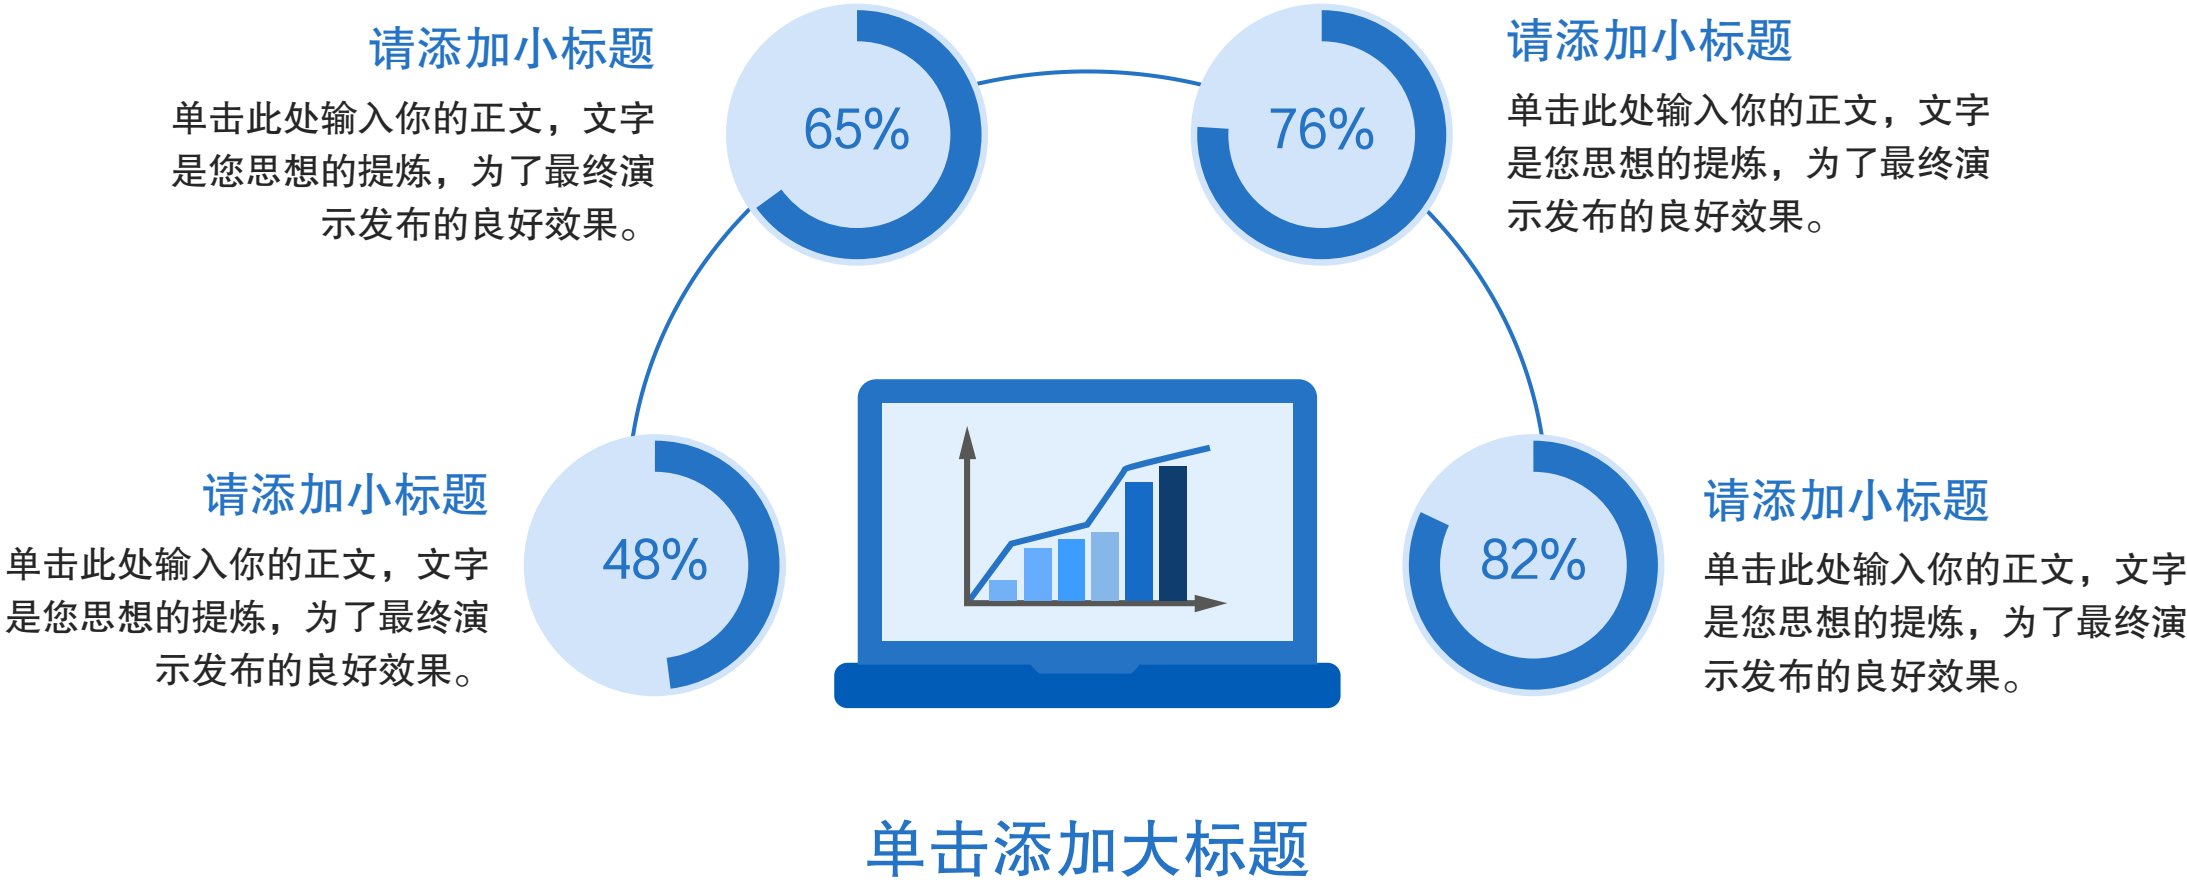 请添加小标题
单击此处输入你的正文，文字
是您思想的提炼，为了最终演
示发布的良好效果。
65%
76%
请添加小标题
单击此处输入你的正文，文字
是您思想的提炼，为了最终演
示发布的良好效果。
请添加小标题
单击此处输入你的正文，文字
是您思想的提炼，为了最终演
示发布的良好效果。
48%
82%
请添加小标题
单击此处输入你的正文，文字
是您思想的提炼，为了最终演
示发布的良好效果。
单击添加大标题